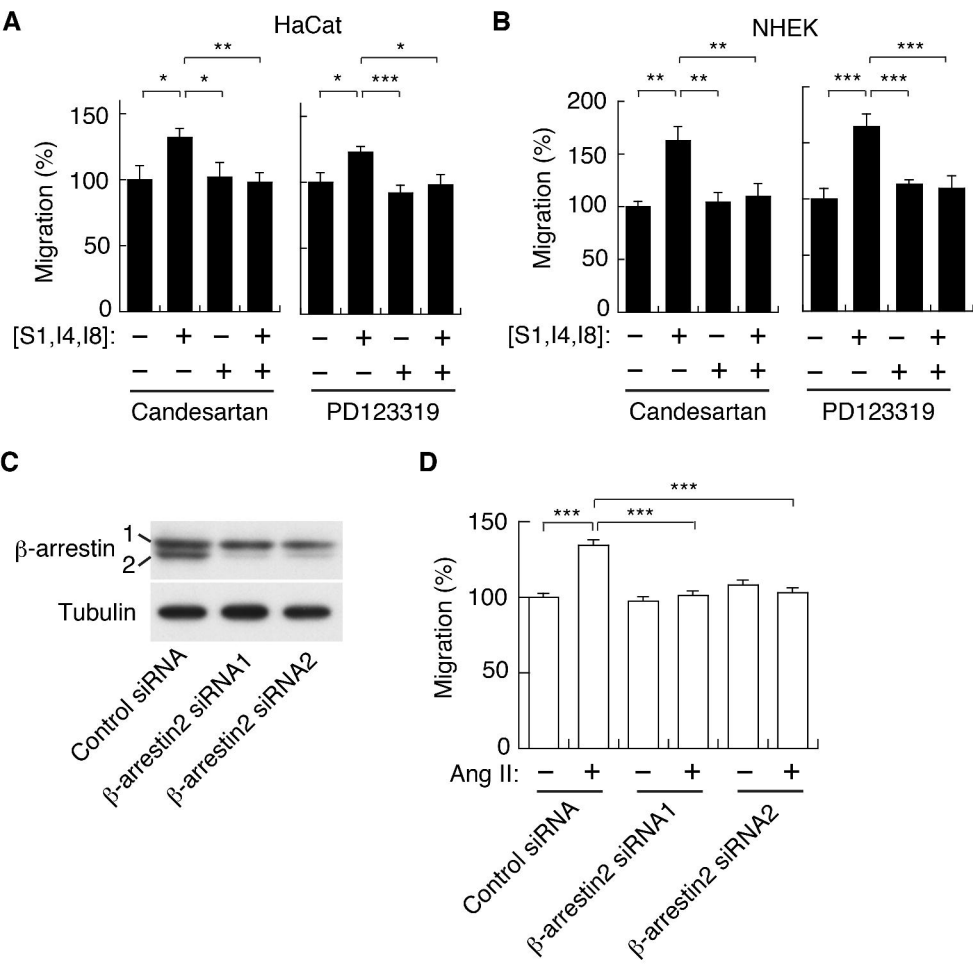 A
HaCat
** *
* * * ***
Migration (%)
150
100
50
0
[S1,I4,I8]: − + − + − + − +
− − + + − − + +
Candesartan PD123319
B
NHEK
** ***
** ** *** ***
Migration (%)
200
150
100
50
0
[S1,I4,I8]: − + − + − + − +
− − + + − − + +
Candesartan PD123319
C
β-arrestin
1
2
Tubulin
Control siRNA
β-arrestin2 siRNA1
β-arrestin2 siRNA2
D
***
*** ***
Migration (%)
150
100
50
0
Ang II: − + − + − +
Control siRNA
β-arrestin2 siRNA1
β-arrestin2 siRNA2